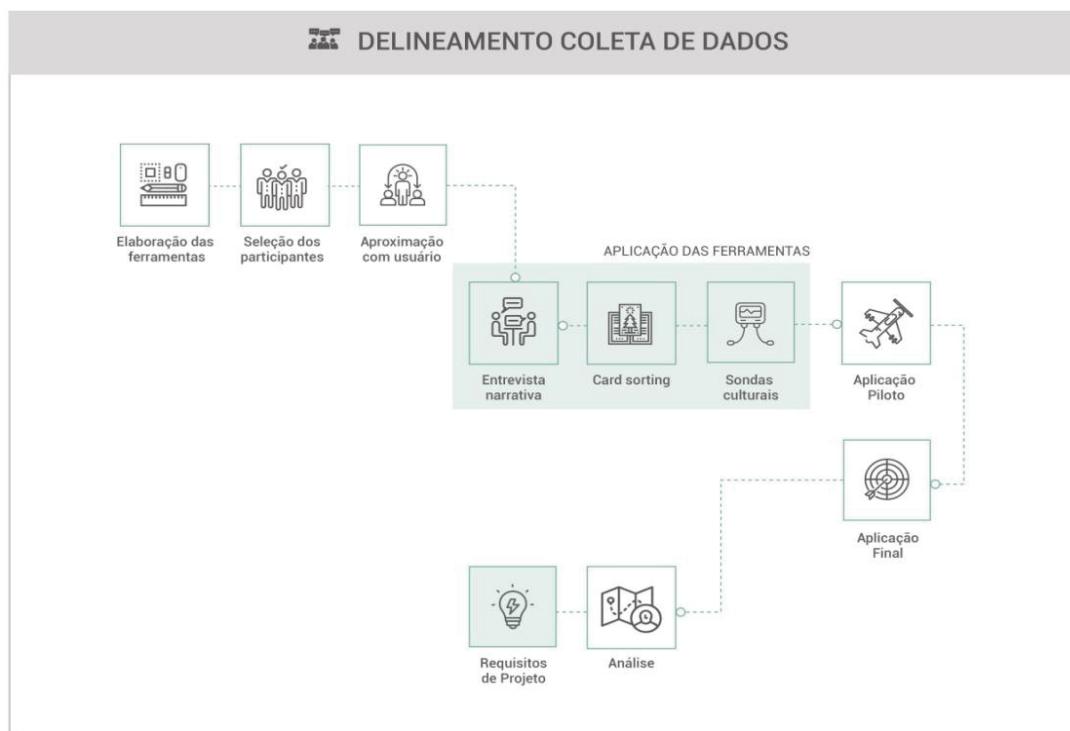 DELINEAMENTO COLETA DE DADOS
Elaboração das
ferramentas
Seleção dos
participantes
Aproximação
com usuário
APLICAÇÃO DAS FERRAMENTAS
Entrevista
narrativa
Card sorting
Sondas
culturais
Aplicação
Piloto
Aplicação
Final
Requisitos
de Projeto
Análise